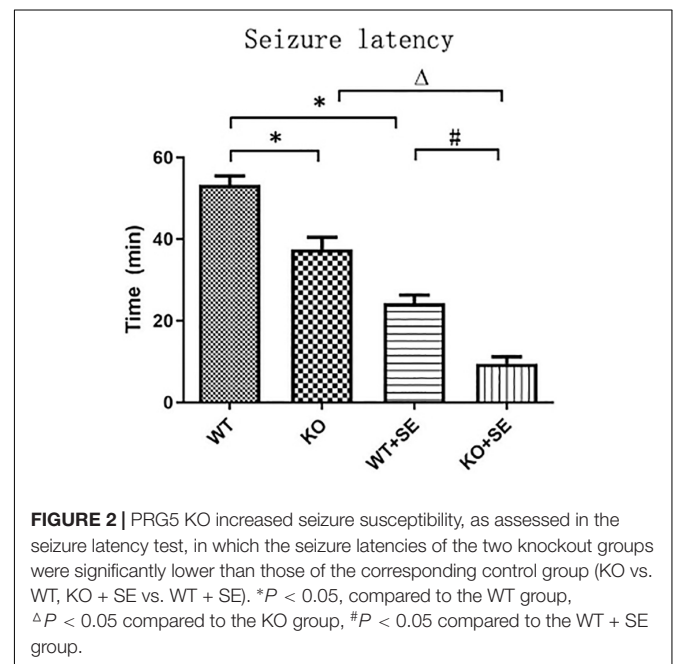 Seizure latency
Δ
*
* #
60
40
20
0
Time (min)
WT KO WT+SE KO+SE
FIGURE 2 | PRG5 KO increased seizure susceptibility, as assessed in the
seizure latency test, in which the seizure latencies of the two knockout groups
were significantly lower than those of the corresponding control group (KO vs.
WT, KO + SE vs. WT + SE). *P < 0.05, compared to the WT group,
ΔP < 0.05 compared to the KO group, #P < 0.05 compared to the WT + SE
group.